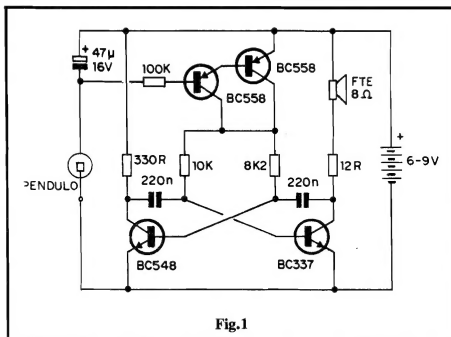 47µ
16V
100K
BC558
BC558
FTE
8Ω
+
6-9V
PENDULO
330R
10K
8K2
12R
220n
220n
BC548
BC337
Fig.1